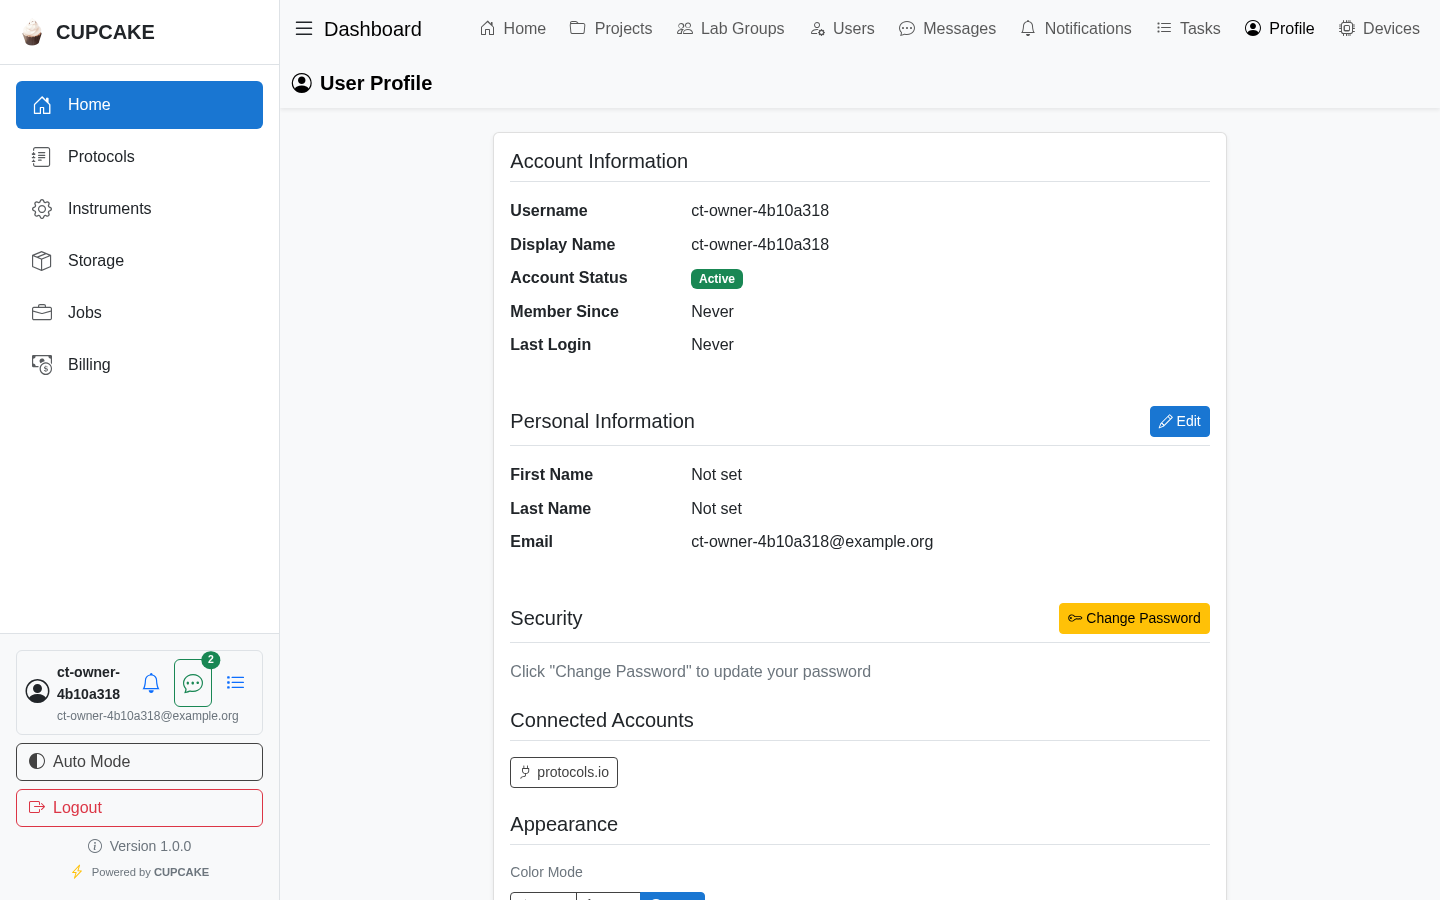 CUPCAKE
Dashboard
Home
Projects
Lab Groups
Users
Messages
Notifications
Tasks
Profile
Devices
User Profile
Home
Protocols
Instruments
Storage
Jobs
Billing
Account Information
Username ct-owner-4b10a318
Display Name ct-owner-4b10a318
Account Status Active
Member Since Never
Last Login Never
Personal Information
Edit
First Name Not set
Last Name Not set
Email ct-owner-4b10a318@example.org
Security
Change Password
Click "Change Password" to update your password
Connected Accounts
protocols.io
Appearance
Color Mode
ct-owner-
4b10a318
2
ct-owner-4b10a318@example.org
Auto Mode
Logout
Version 1.0.0
Powered by CUPCAKE